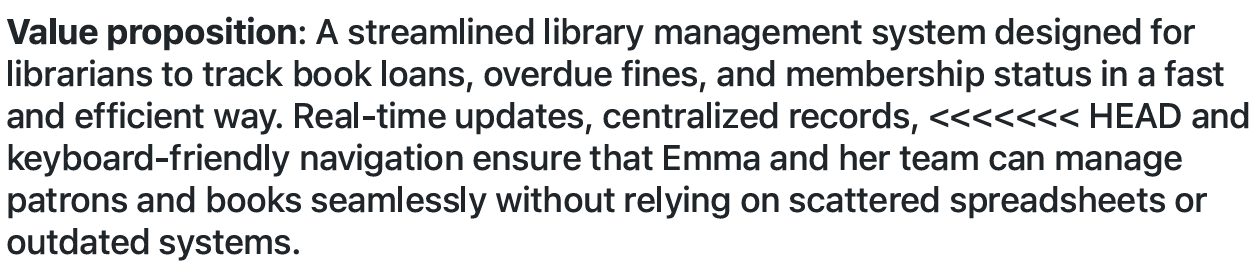 Value proposition: A streamlined library management system designed for
librarians to track book loans, overdue fines, and membership status in a fast
and efficient way. Real-time updates, centralized records, <<<<<<< HEAD and
keyboard-friendly navigation ensure that Emma and her team can manage
patrons and books seamlessly without relying on scattered spreadsheets or
outdated systems.